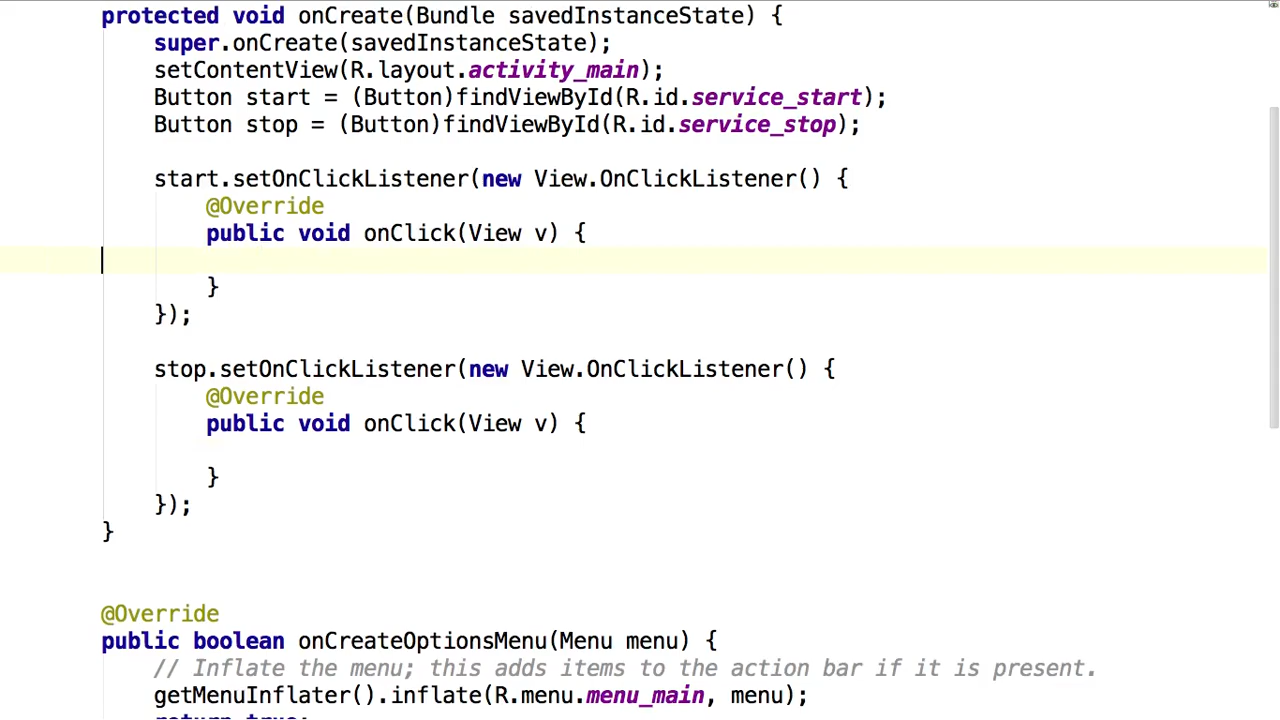 protected void onCreate(Bundle savedInstanceState) {
super.onCreate(savedInstanceState);
setContentView(R.layout.activity_main);
Button start = (Button)findViewById(R.id.service_start);
Button stop = (Button)findViewById(R.id.service_stop);
start.setOnClickListener(new View.OnClickListener() {
@Override
public void onClick(View v) {
}
});
stop.setOnClickListener(new View.OnClickListener() {
@Override
public void onClick(View v) {
}
});
}
@Override
public boolean onCreateOptionsMenu(Menu menu) {
// Inflate the menu; this adds items to the action bar if it is present.
getMenuInflater().inflate(R.menu.menu_main, menu);
return true;